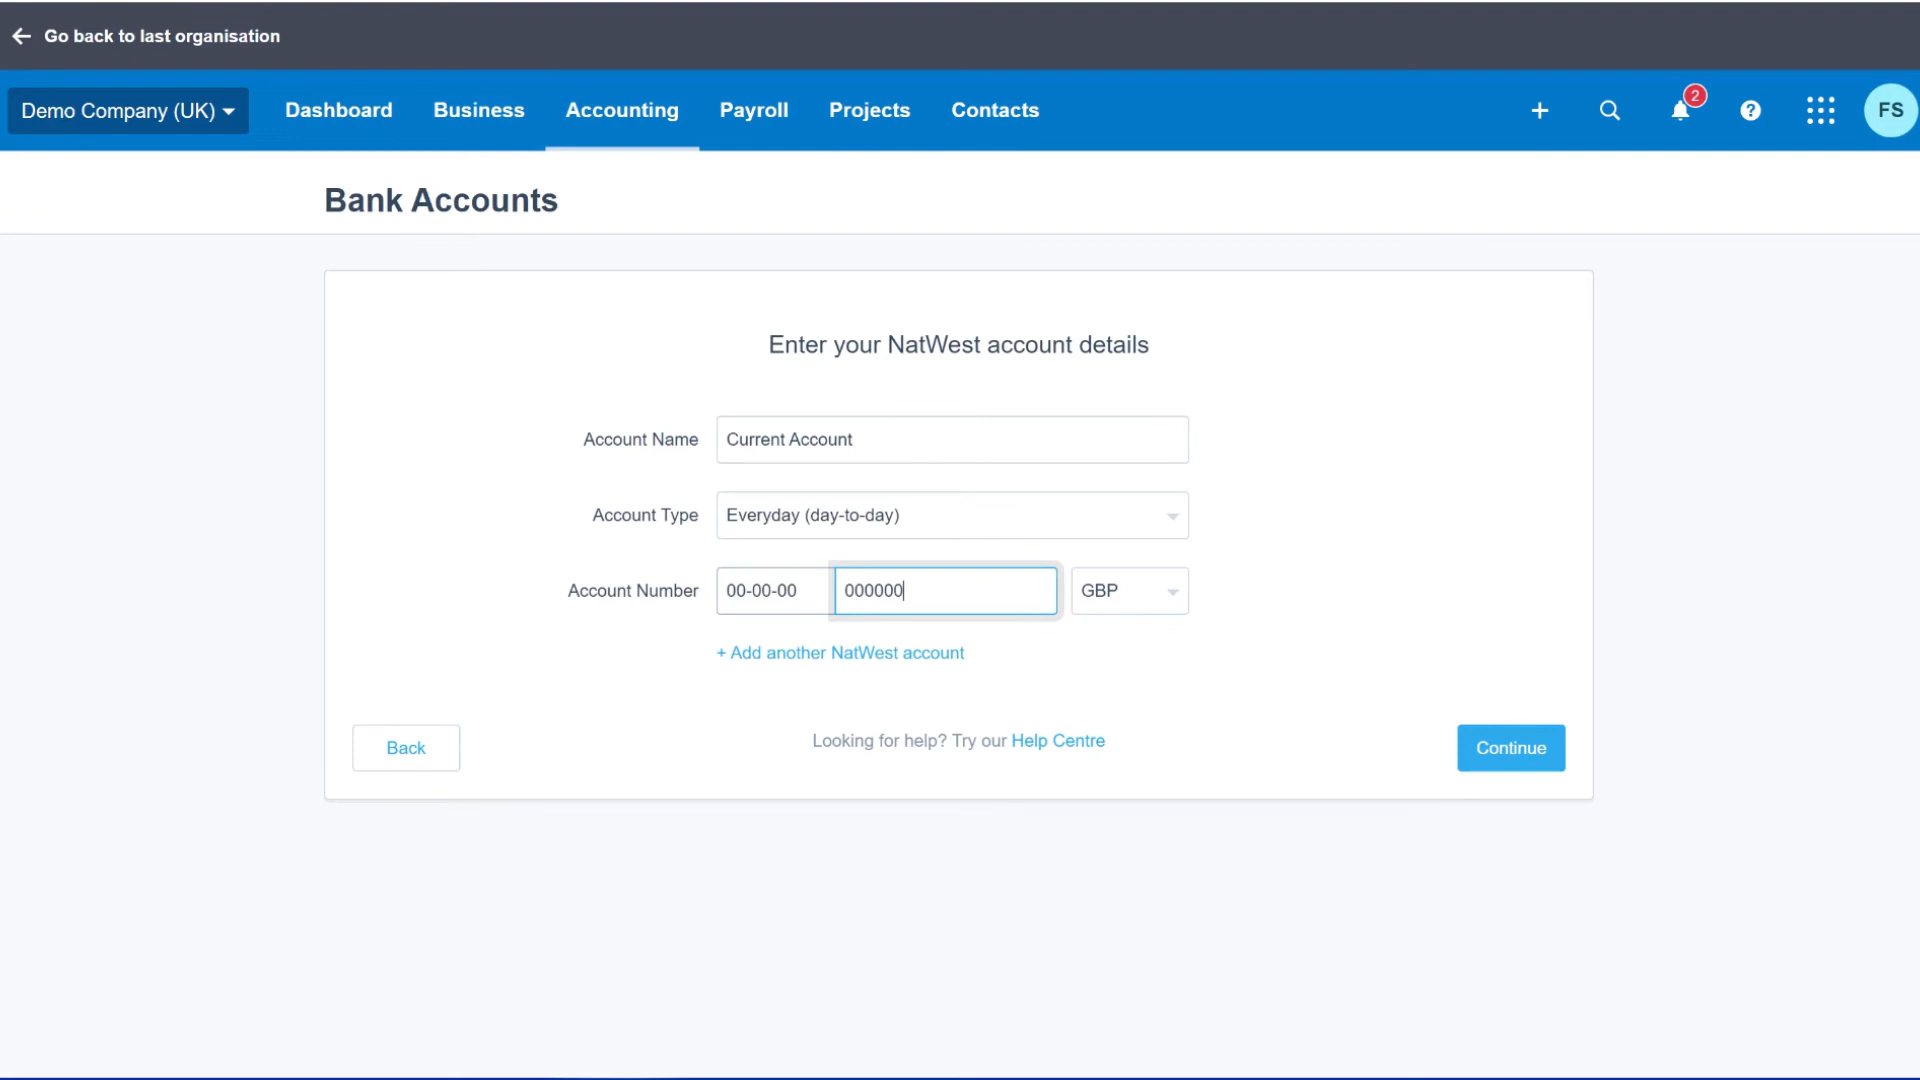 Go back to last organisation
Demo Company (UK) Dashboard Business Accounting Payroll Projects Contacts 2 FS
Bank Accounts
Enter your NatWest account details
Account Name Current Account
Account Type Everyday (day-to-day)
Account Number 00-00-00 000000 GBP
+ Add another NatWest account
Back Looking for help? Try our Help Centre Continue